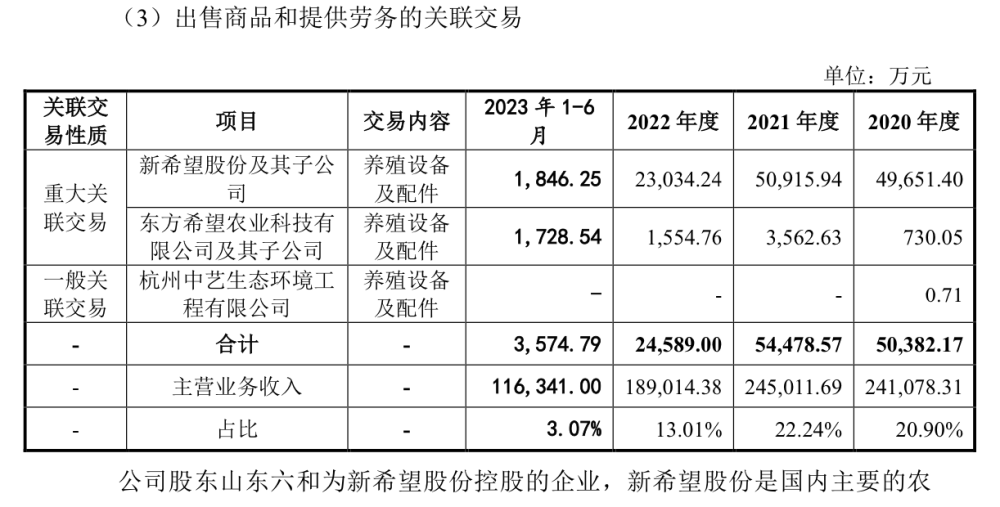 （3）出售商品和提供劳务的关联交易
单位：万元
关联交易性质 项目 交易内容 2023 年 1-6 月 2022 年度 2021 年度 2020 年度
重大关联交易 新希望股份及其子公司 养殖设备及配件 1,846.25 23,034.24 50,915.94 49,651.40
东方希望农业科技有限公司及其子公司 养殖设备及配件 1,728.54 1,554.76 3,562.63 730.05
一般关联交易 杭州中艺生态环境工程有限公司 养殖设备及配件 - - - 0.71
- 合计 - 3,574.79 24,589.00 54,478.57 50,382.17
- 主营业务收入 - 116,341.00 189,014.38 245,011.69 241,078.31
- 占比 - 3.07% 13.01% 22.24% 20.90%
公司股东山东六和为新希望股份控股的企业，新希望股份是国内主要的农